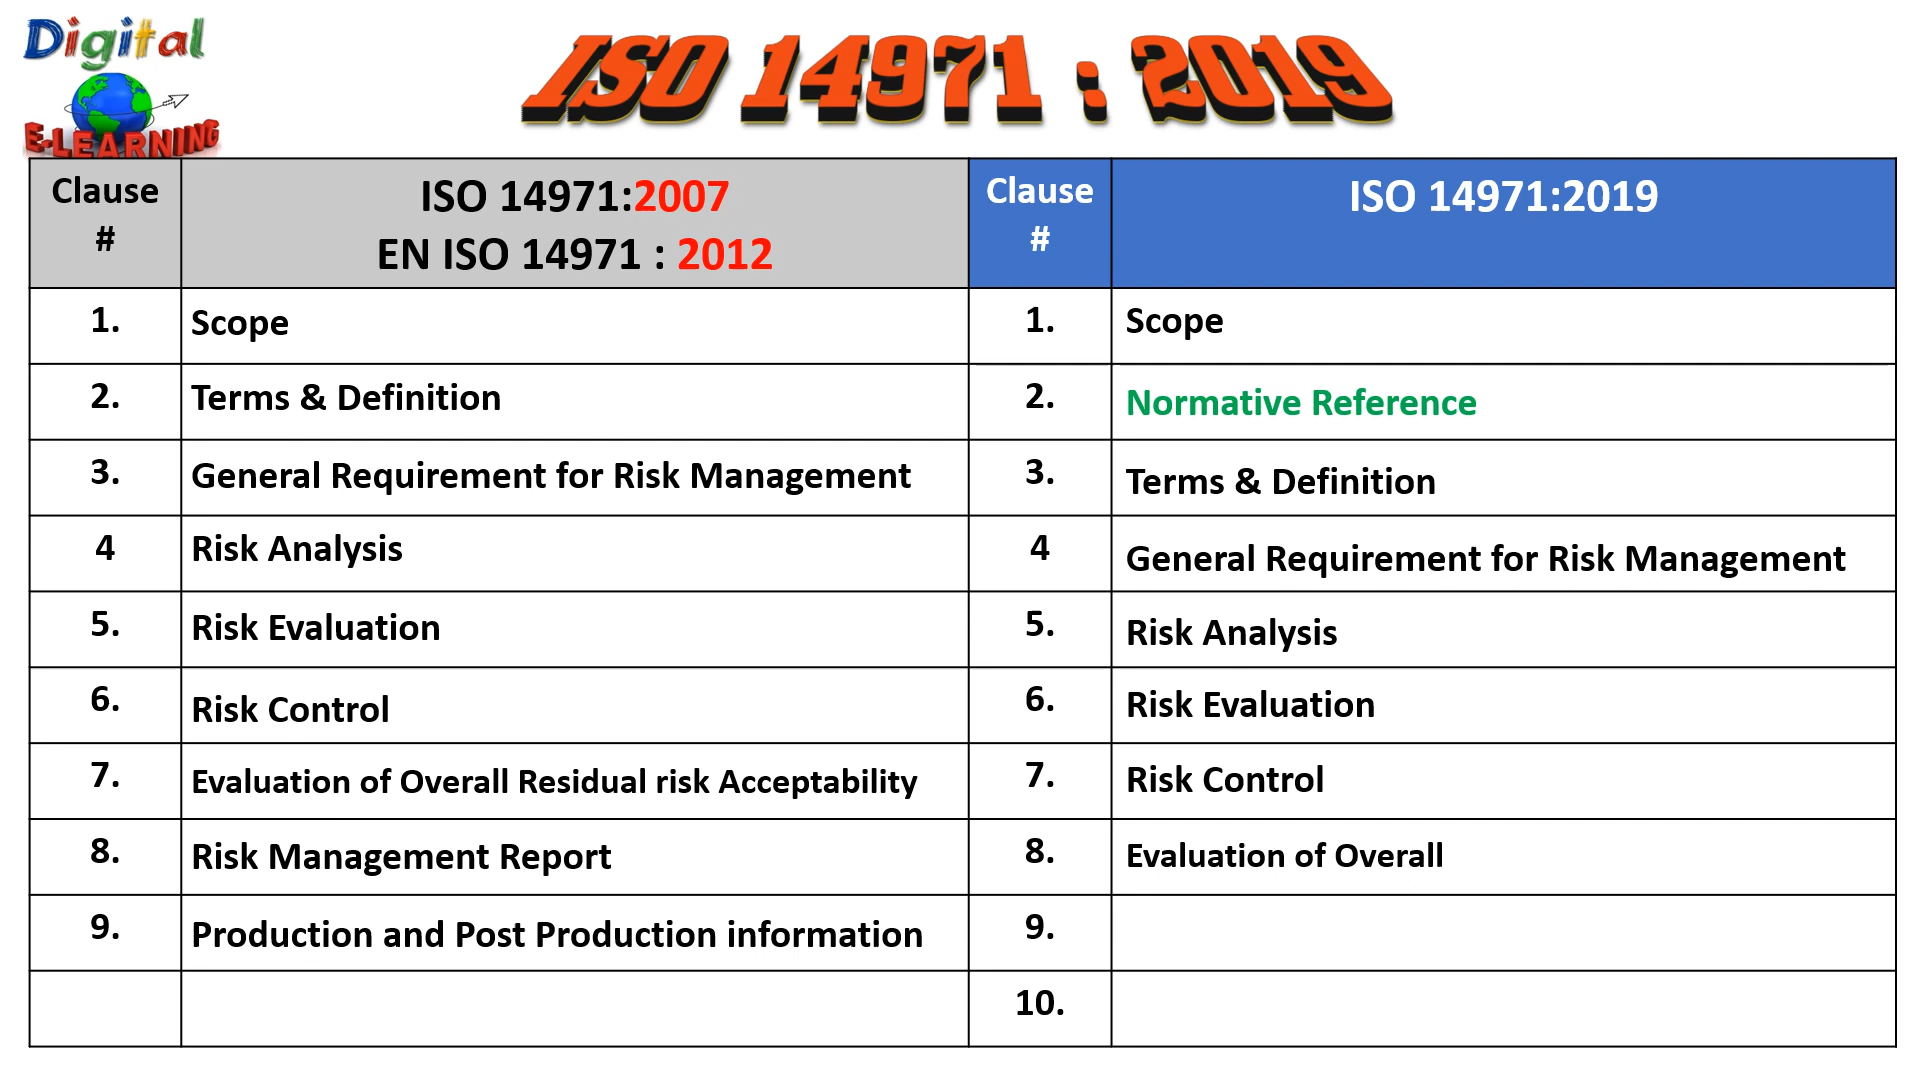 Digital
E-LEARNING
ISO 14971 : 2019
Clause # ISO 14971:2007 EN ISO 14971 : 2012 Clause # ISO 14971:2019
1. Scope 1. Scope
2. Terms & Definition 2. Normative Reference
3. General Requirement for Risk Management 3. Terms & Definition
4 Risk Analysis 4 General Requirement for Risk Management
5. Risk Evaluation 5. Risk Analysis
6. Risk Control 6. Risk Evaluation
7. Evaluation of Overall Residual risk Acceptability 7. Risk Control
8. Risk Management Report 8. Evaluation of Overall
9. Production and Post Production information 9.
10.